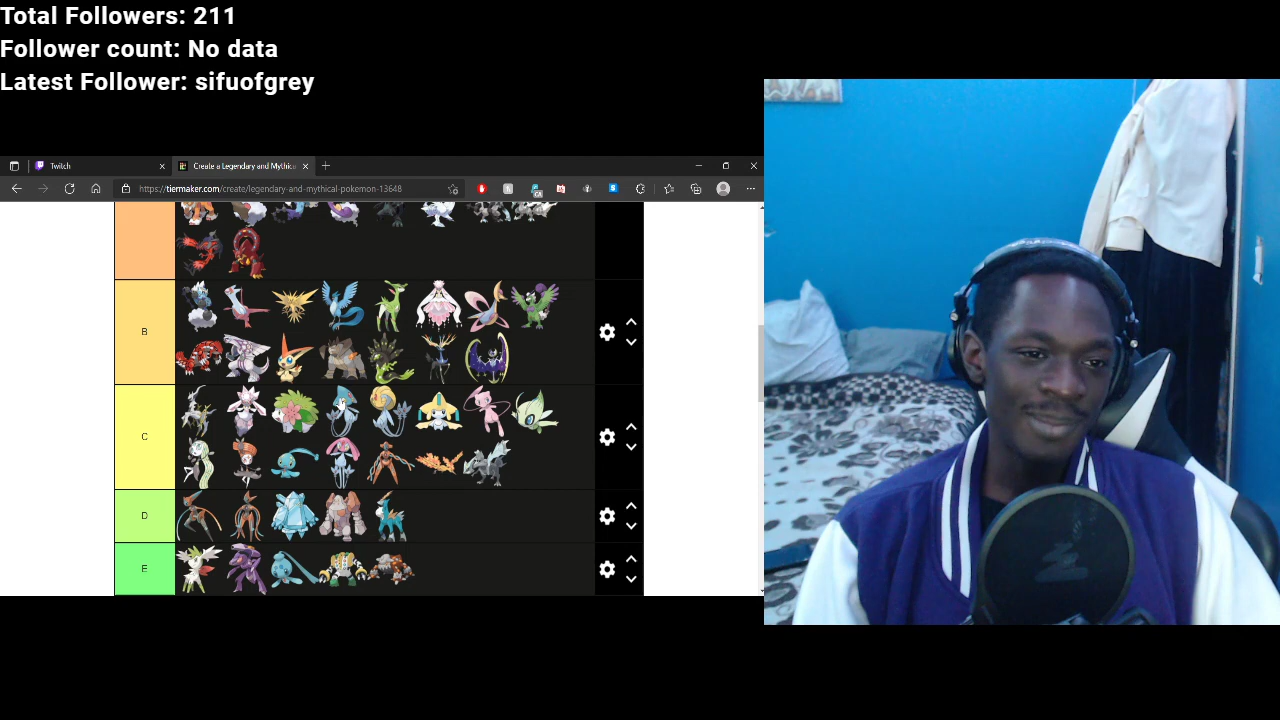 Total Followers: 211
Follower count: No data
Latest Follower: sifuofgrey
Twitch
Create a Legendary and Mythic
https://tiermaker.com/create/legendary-and-mythical-pokemon-13648
B
C
D
E